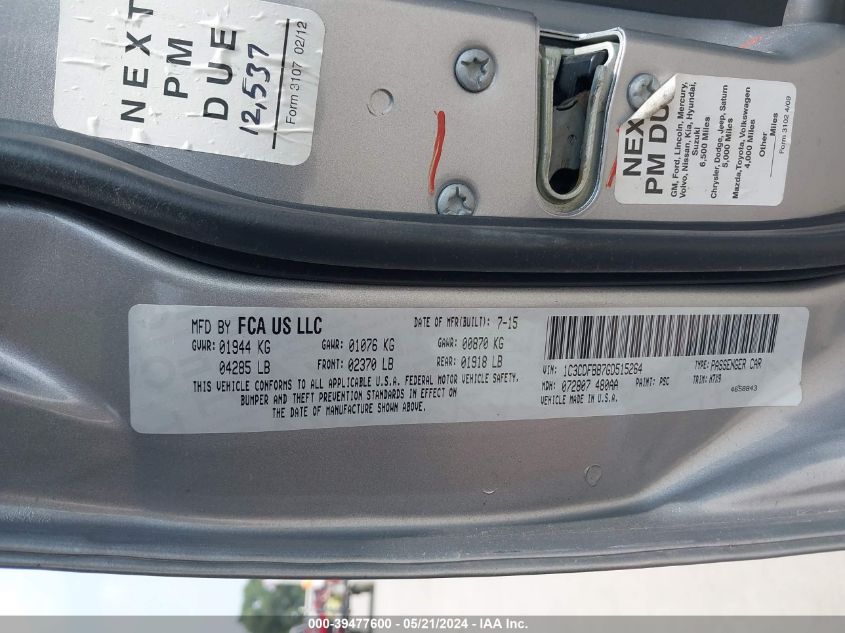 NEXT
PM
DUE
12,537
Form 3107 02/12
NEX
PM DUE
GM, Ford, Lincoln, Mercury,
Volvo, Nissan, Kia, Hyundai,
Suzuki
6,500 Miles
Chrysler, Dodge, Jeep, Saturn
5,000 Miles
Mazda, Toyota, Volkswagen
4,000 Miles
Other
Miles
Form 3102 4/09
MFD BY FCA US LLC
DATE OF MFR(BUILT): 7-15
GVWR: 01944 KG GAWR: 01076 KG GAWR: 00870 KG
04285 LB FRONT: 02370 LB REAR: 01918 LB
THIS VEHICLE CONFORMS TO ALL APPLICABLE U.S.A. FEDERAL MOTOR VEHICLE SAFETY,
BUMPER AND THEFT PREVENTION STANDARDS IN EFFECT ON
THE DATE OF MANUFACTURE SHOWN ABOVE.
VIN: 1C3CDFBB7GD515264 TYPE: PASSENGER CAR
MDH: 072807 480AA PAINT: PSC TRIM: H7X9
VEHICLE MADE IN U.S.A. 4658843
000-39477600 - 05/21/2024 - IAA Inc.